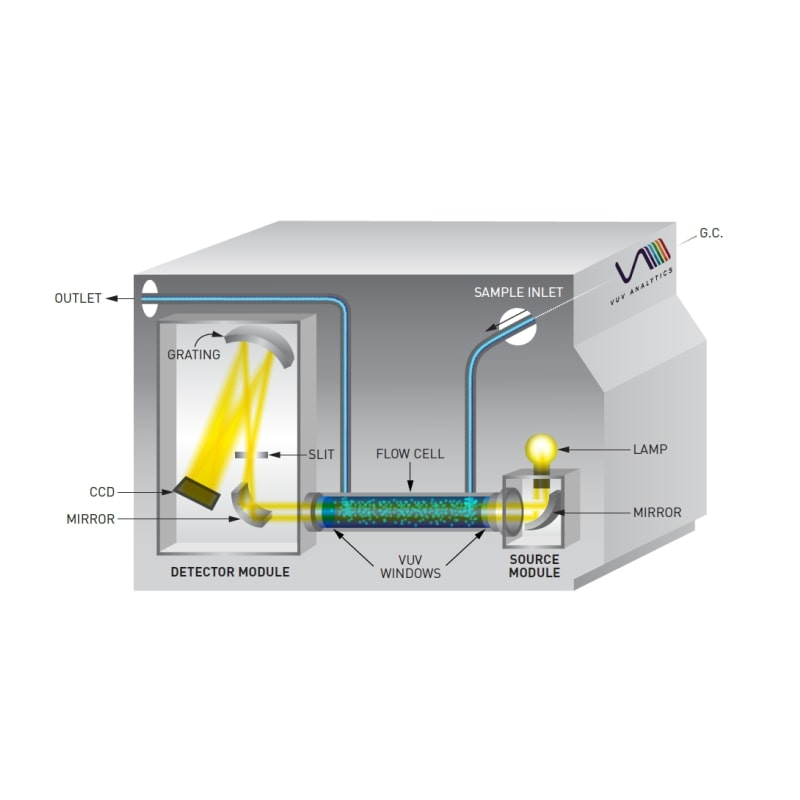 G.C.
VUV ANALYTICS
OUTLET
SAMPLE INLET
GRATING
SLIT
FLOW CELL
LAMP
CCD
MIRROR
MIRROR
VUV
WINDOWS
SOURCE
MODULE
DETECTOR MODULE